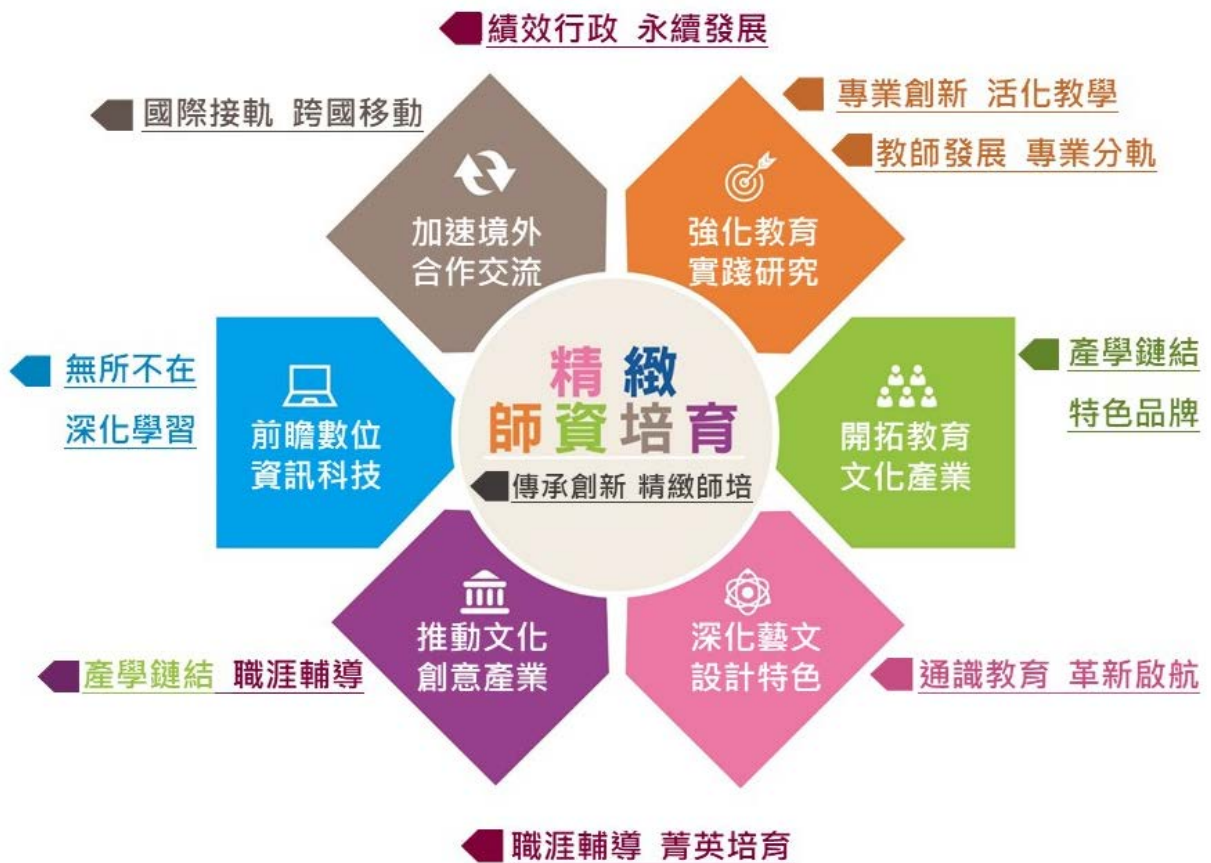 績效行政 永續發展
國際接軌 跨國移動
專業創新 活化教學
教師發展 專業分軌
加速境外
合作交流
強化教育
實踐研究
無所不在
深化學習
前瞻數位
資訊科技
精緻
師資培育
傳承創新 精緻師培
開拓教育
文化產業
產學鏈結
特色品牌
推動文化
創意產業
深化藝文
設計特色
產學鏈結 職涯輔導
通識教育 革新啟航
職涯輔導 菁英培育